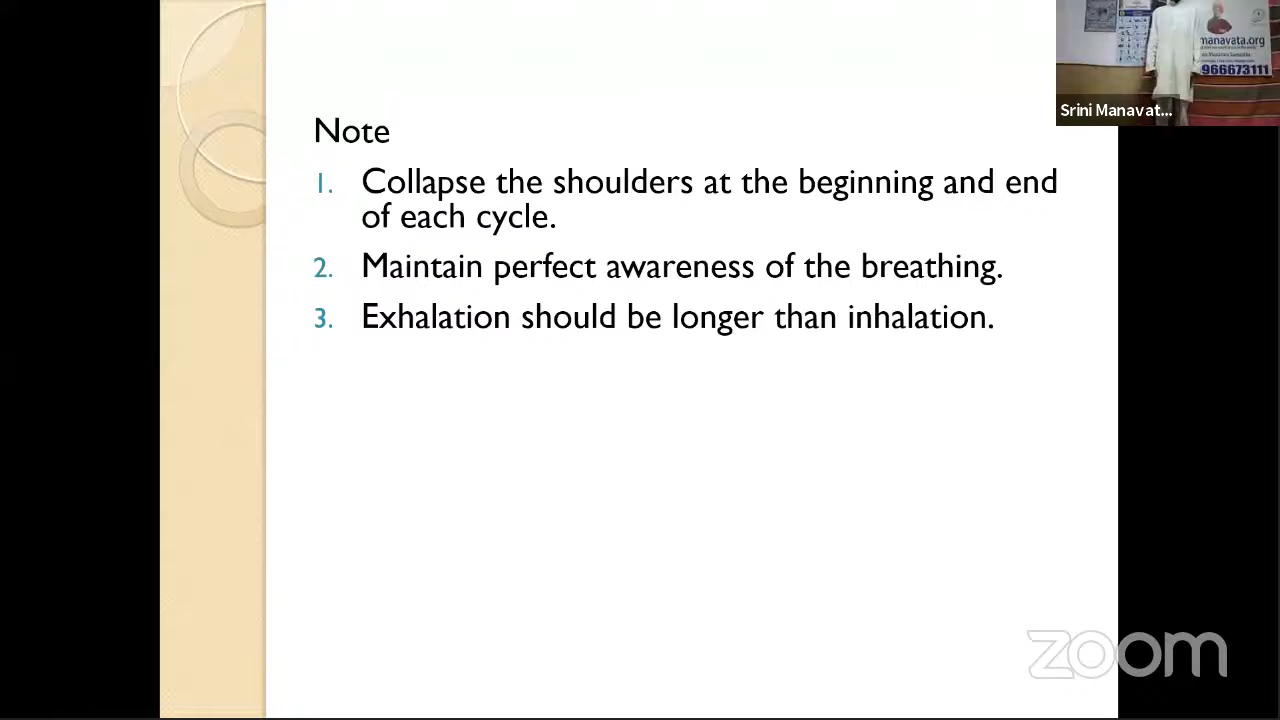 Note
1. Collapse the shoulders at the beginning and end
of each cycle.
2. Maintain perfect awareness of the breathing.
3. Exhalation should be longer than inhalation.
manavata.org
966673111
Srini Manavat...
zoom